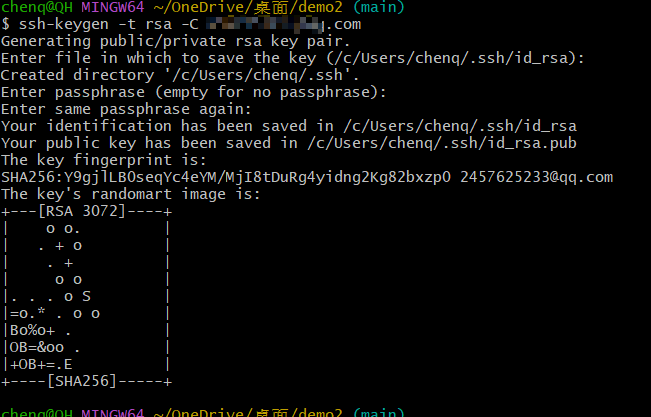 chenq@QH MINGW64 ~/OneDrive/桌面/demo2 (main)
$ ssh-keygen -t rsa -C q.com
Generating public/private rsa key pair.
Enter file in which to save the key (/c/Users/chenq/.ssh/id_rsa):
Created directory '/c/Users/chenq/.ssh'.
Enter passphrase (empty for no passphrase):
Enter same passphrase again:
Your identification has been saved in /c/Users/chenq/.ssh/id_rsa
Your public key has been saved in /c/Users/chenq/.ssh/id_rsa.pub
The key fingerprint is:
SHA256:Y9gjlLB0seqYc4eYM/MjI8tDuRg4yidng2Kg82bxzp0 2457625233@qq.com
The key's randomart image is:
+---[RSA 3072]----+
|     o o.        |
|    . + o        |
|     . +         |
|      o o        |
|. . . o S        |
|=o.* . o o       |
|Bo%o+ .          |
|OB=&oo .         |
|+OB+=.E          |
+----[SHA256]-----+
chenq@QH MINGW64 ~/OneDrive/桌面/demo2 (main)